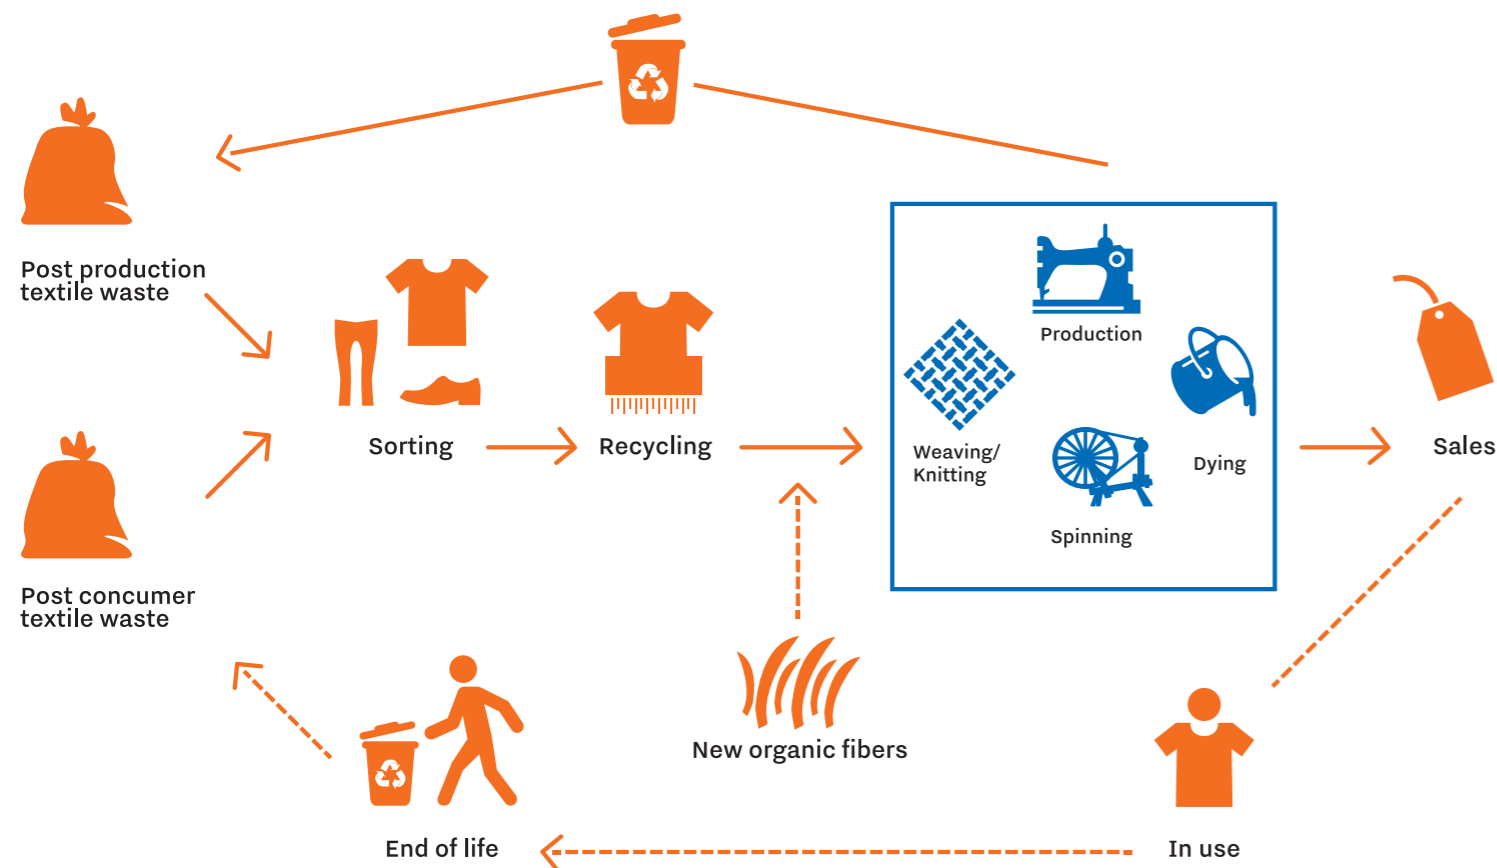 Post production
textile waste
Sorting
Recycling
Production
Weaving/
Knitting
Dying
Spinning
Sales
Post concumer
textile waste
New organic fibers
End of life
In use